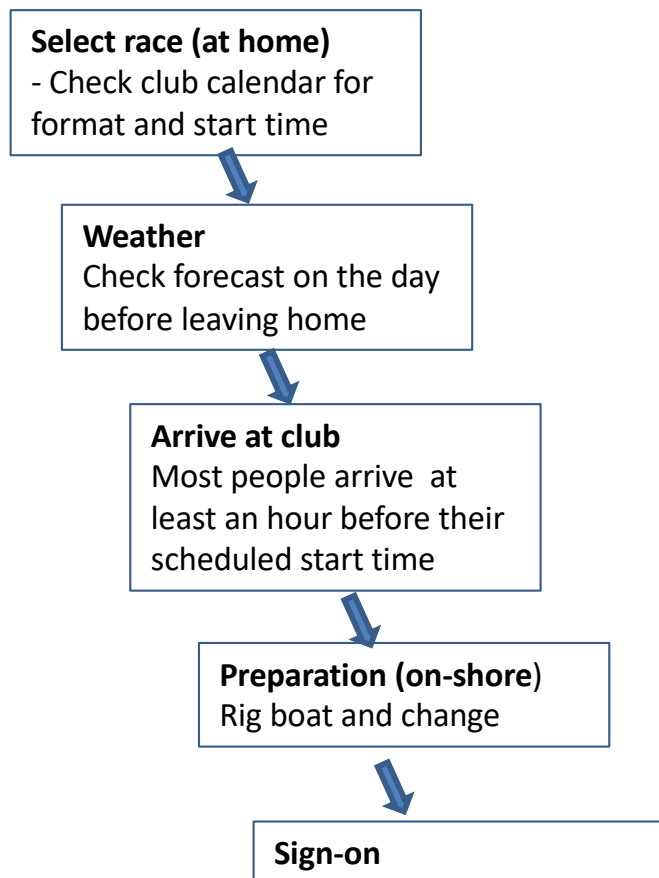 Select race (at home)
- Check club calendar for
format and start time
Weather
Check forecast on the day
before leaving home
Arrive at club
Most people arrive  at
least an hour before their
scheduled start time
Preparation (on-shore)
Rig boat and change
Sign-on